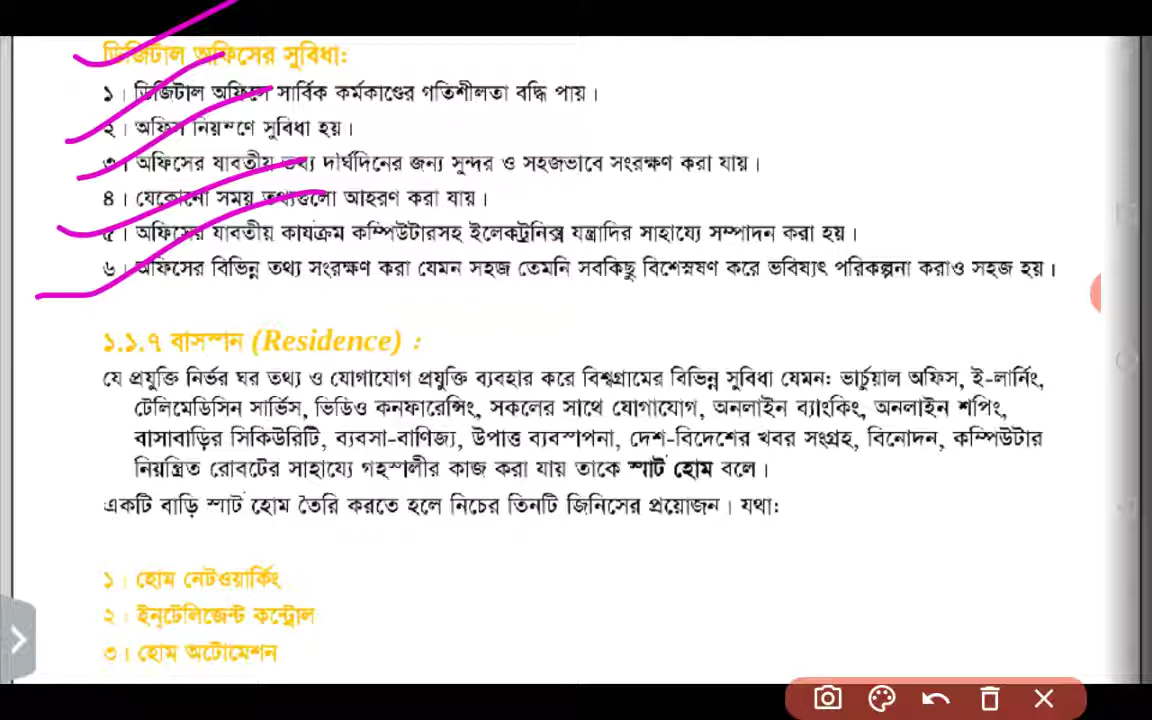 ডিজিটাল অফিসের সুবিধা:
১। ডিজিটাল অফিসে সার্বিক কর্মকাণ্ডের গতিশীলতা বদ্ধি পায়।
২। অফিস নিয়ন্ণে সুবিধা হয়।
৩। অফিসের যাবতীয় তথ্য দীর্ঘদিনের জন্য সুন্দর ও সহজভাবে সংরক্ষণ করা যায়।
৪। যেকোনো সময় তথ্যগুলো আহরণ করা যায়।
৫। অফিসের যাবতীয় কার্যক্রম কম্পিউটারসহ ইলেকট্রনিক্স যন্ত্রাদির সাহায্যে সম্পাদন করা হয়।
৬। অফিসের বিভিন্ন তথ্য সংরক্ষণ করা যেমন সহজ তেমনি সবকিছু বিশেস্নষণ করে ভবিষ্যৎ পরিকল্পনা করাও সহজ হয়।
১.১.৭ বাসস্পান (Residence) :
যে প্রযুক্তি নির্ভর ঘর তথ্য ও যোগাযোগ প্রযুক্তি ব্যবহার করে বিশ্বগ্রামের বিভিন্ন সুবিধা যেমন: ভার্চুয়াল অফিস, ই-লার্নিং,
টেলিমেডিসিন সার্ভিস, ভিডিও কনফারেন্সিং, সকলের সাথে যোগাযোগ, অনলাইন ব্যাংকিং, অনলাইন শপিং,
বাসাবাড়ির সিকিউরিটি, ব্যবসা-বাণিজ্য, উপাত্ত ব্যবস্পাপনা, দেশ-বিদেশের খবর সংগ্রহ, বিনোদন, কম্পিউটার
নিয়ন্ত্রিত রোবটের সাহায্যে গহস্পালীর কাজ করা যায় তাকে স্মার্ট হোম বলে।
একটি বাড়ি স্মার্ট হোম তৈরি করতে হলে নিচের তিনটি জিনিসের প্রয়োজন। যথা:
১। হোম নেটওয়ার্কিং
২। ইন্টেলিজেন্ট কন্ট্রোল
৩। হোম অটোমেশন